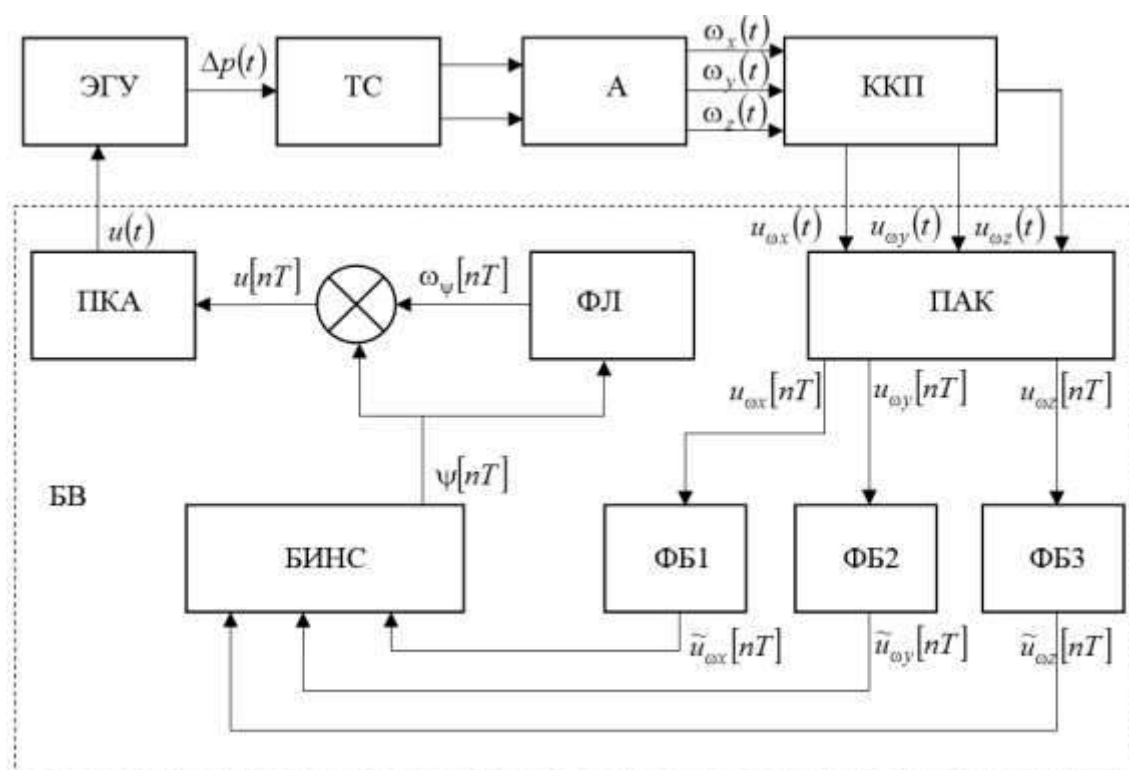 ЭГУ
Δp(t)
ТС
А
ω_x(t)
ω_y(t)
ω_z(t)
ККП
u(t)
u_ωx(t)
u_ωy(t)
u_ωz(t)
ПКА
u[nT]
ω_ψ[nT]
ФЛ
ПАК
u_ωx[nT]
u_ωy[nT]
u_ωz[nT]
ψ[nT]
БВ
БИНС
ФБ1
ФБ2
ФБ3
ũ_ωx[nT]
ũ_ωy[nT]
ũ_ωz[nT]